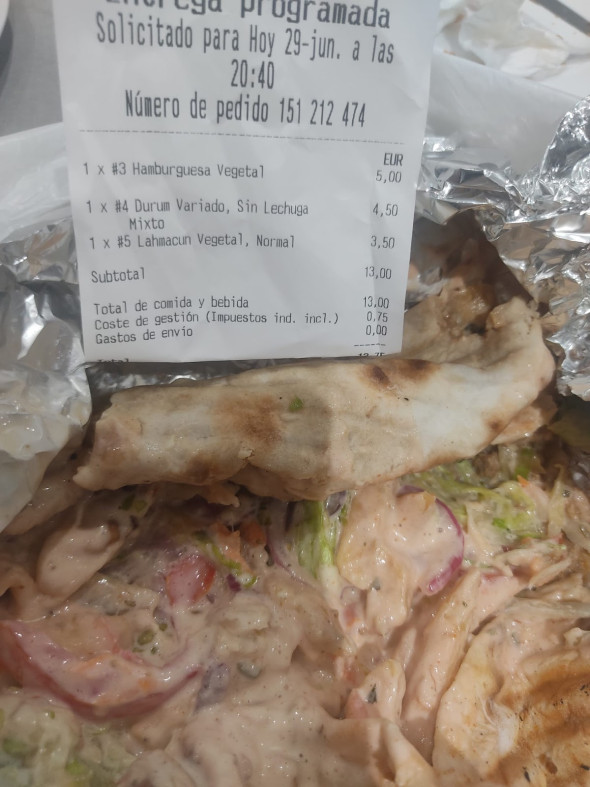 Entrega programada
Solicitado para Hoy 29-jun. a las
20:40
Número de pedido 151 212 474
EUR
1 x #3 Hamburguesa Vegetal 5,00
1 x #4 Durum Variado, Sin Lechuga 4,50
Mixto
1 x #5 Lahmacun Vegetal, Normal 3,50
Subtotal 13,00
Total de comida y bebida 13,00
Coste de gestión (Impuestos ind. incl.) 0,75
Gastos de envío 0,00